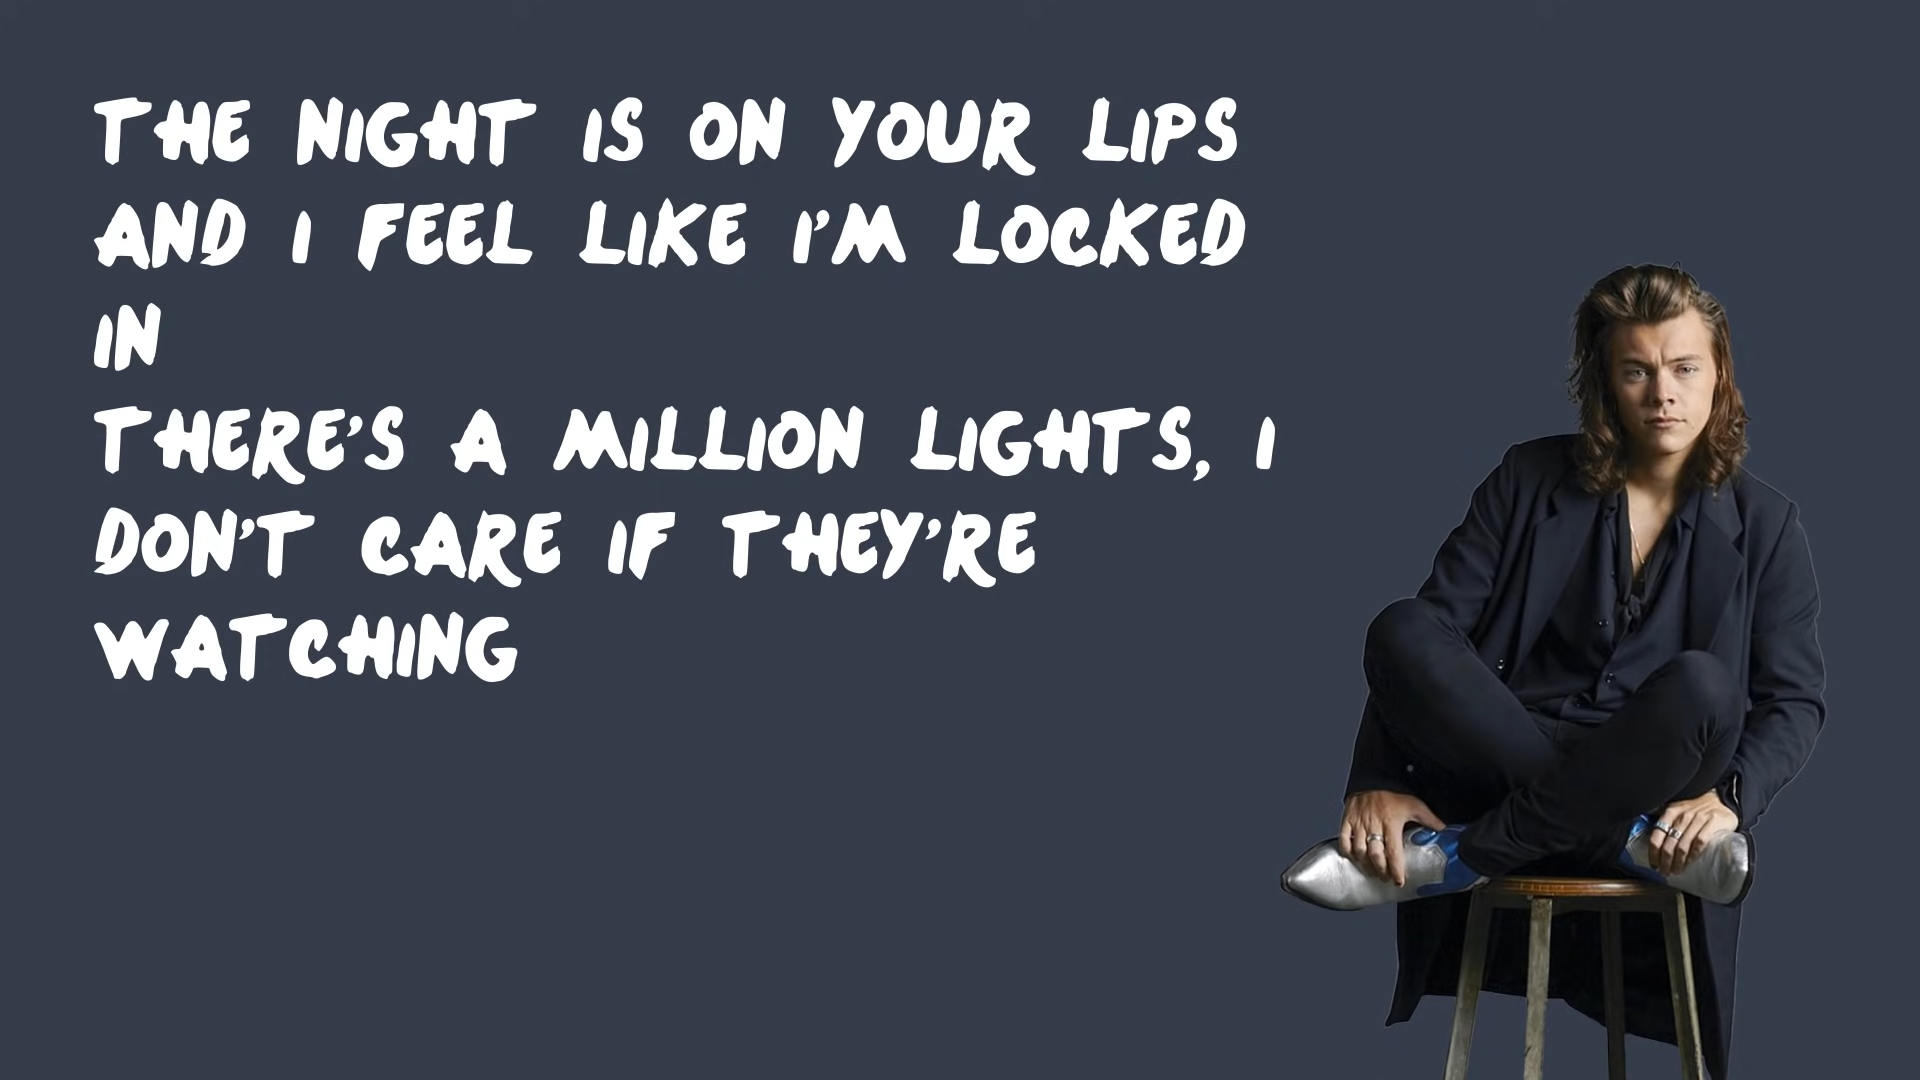 THE NIGHT IS ON YOUR LIPS
AND I FEEL LIKE I'M LOCKED
IN
THERE'S A MILLION LIGHTS, I
DON'T CARE IF THEY'RE
WATCHING